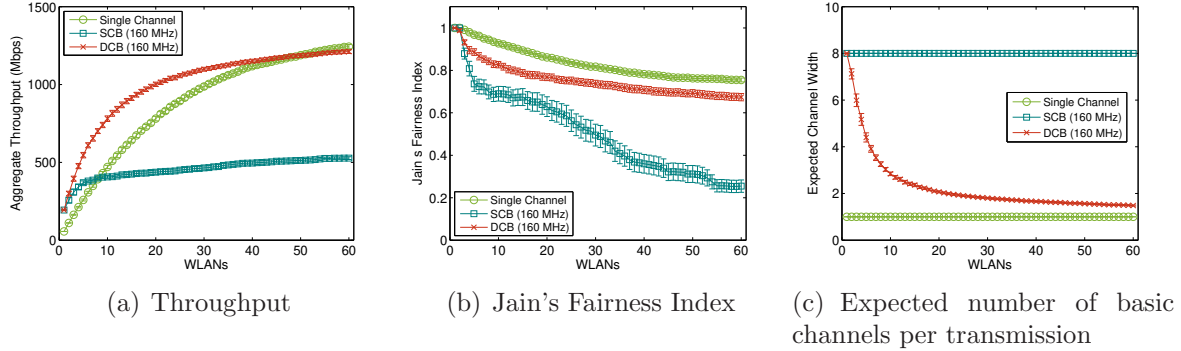 1500
1000
500
0
0 10 20 30 40 50 60
WLANs
Aggregate Throughput (Mbps)
Single Channel
SCB (160 MHz)
DCB (160 MHz)
(a) Throughput
1
0.8
0.6
0.4
0.2
0
0 10 20 30 40 50 60
WLANs
Jain s Fairness Index
Single Channel
SCB (160 MHz)
DCB (160 MHz)
(b) Jain's Fairness Index
10
8
6
4
2
0
0 10 20 30 40 50 60
WLANs
Expected Channel Width
Single Channel
SCB (160 MHz)
DCB (160 MHz)
(c) Expected number of basic
channels per transmission